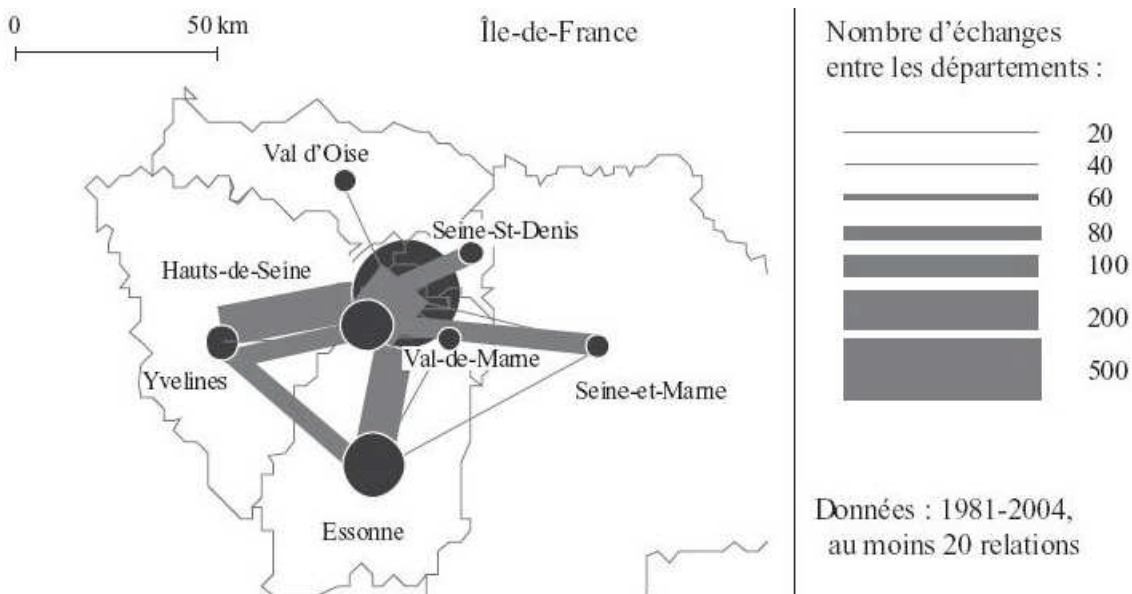 0 50 km
Île-de-France
Val d'Oise
Seine-St-Denis
Hauts-de-Seine
Val-de-Marne
Yvelines
Seine-et-Marne
Essonne
Nombre d'échanges
entre les départements :
20
40
60
80
100
200
500
Données : 1981-2004,
au moins 20 relations